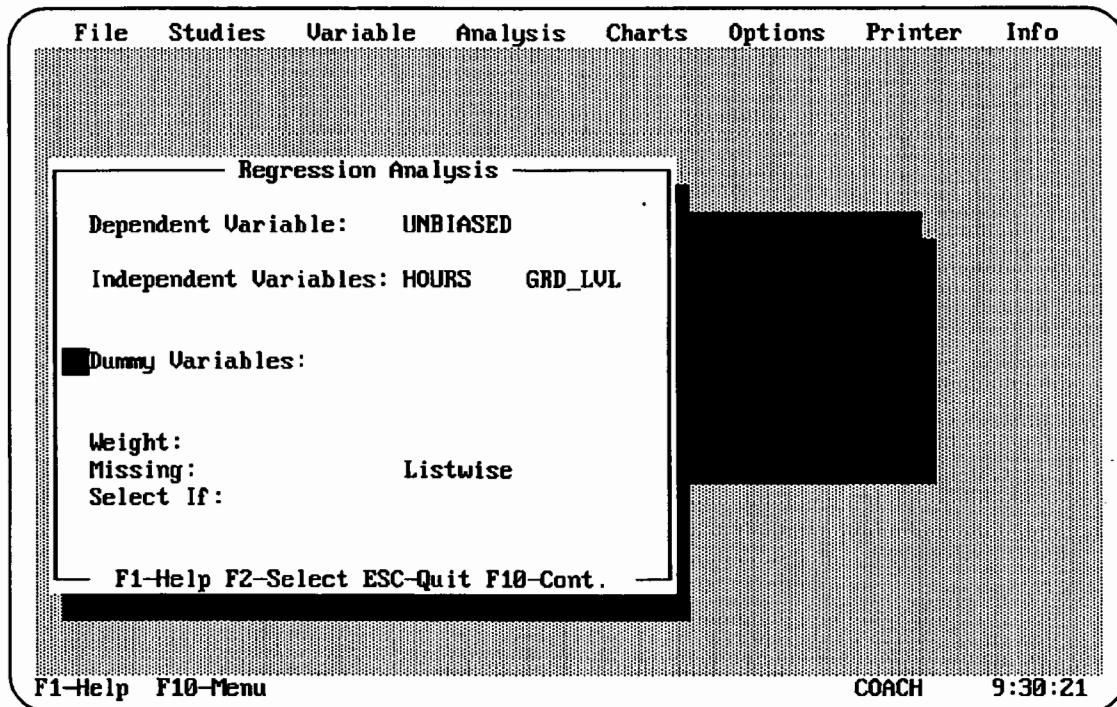 File Studies Variable Analysis Charts Options Printer Info
Regression Analysis
Dependent Variable: UNBIASED
Independent Variables: HOURS GRD_LVL
Dummy Variables:
Weight:
Missing: Listwise
Select If:
F1-Help F2-Select ESC-Quit F10-Cont.
F1-Help F10-Menu COACH 9:30:21